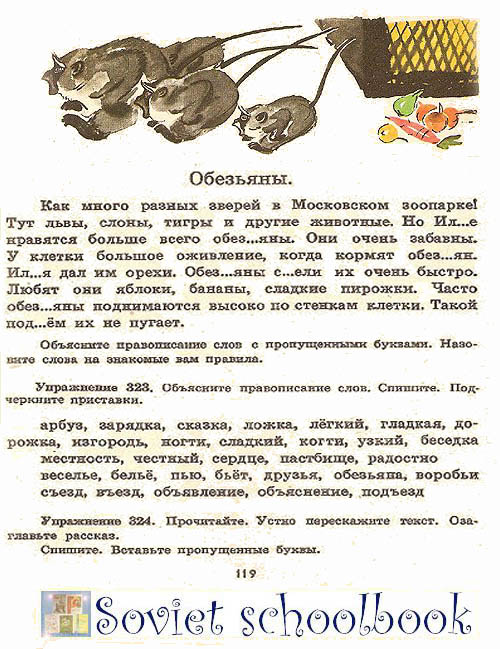 Обезьяны.
Как много разных зверей в Московском зоопарке!
Тут львы, слоны, тигры и другие животные. Но Ил...е
нравятся больше всего обез...яны. Они очень забавны.
У клетки большое оживление, когда кормят обез...ян.
Ил...я дал им орехи. Обез...яны с...ели их очень быстро.
Любят они яблоки, бананы, сладкие пирожки. Часто
обез...яны поднимаются высоко по стенкам клетки. Такой
под...ём их не пугает.
Объясните правописание слов с пропущенными буквами. Назо-
вите слова на знакомые вам правила.
Упражнение 323. Объясните правописание слов. Спишите. Под-
черкните приставки.
арбуз, зарядка, сказка, ложка, лёгкий, гладкая, до-
рожка, изгородь, ногти, сладкий, когти, узкий, беседка
местность, честный, сердце, пастбище, радостно
веселье, бельё, пью, бьёт, друзья, обезьяна, воробьи
съезд, въезд, объявление, объяснение, подъезд
Упражнение 324. Прочитайте. Устно перескажите текст. Оза-
главьте рассказ.
Спишите. Вставьте пропущенные буквы.
119
Soviet schoolbook